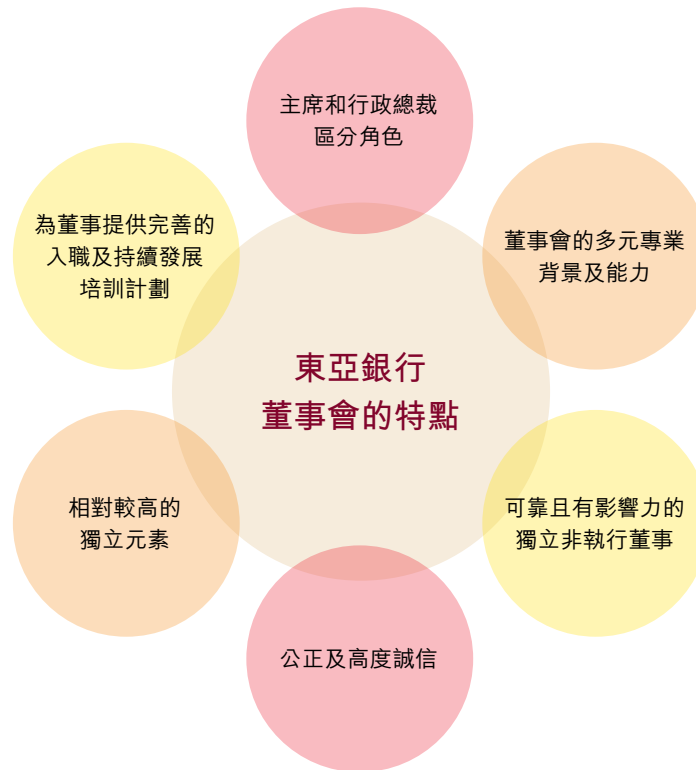 主席和行政總裁
區分角色
為董事提供完善的
入職及持續發展
培訓計劃
董事會的多元專業
背景及能力
東亞銀行
董事會的特點
相對較高的
獨立元素
可靠且有影響力的
獨立非執行董事
公正及高度誠信